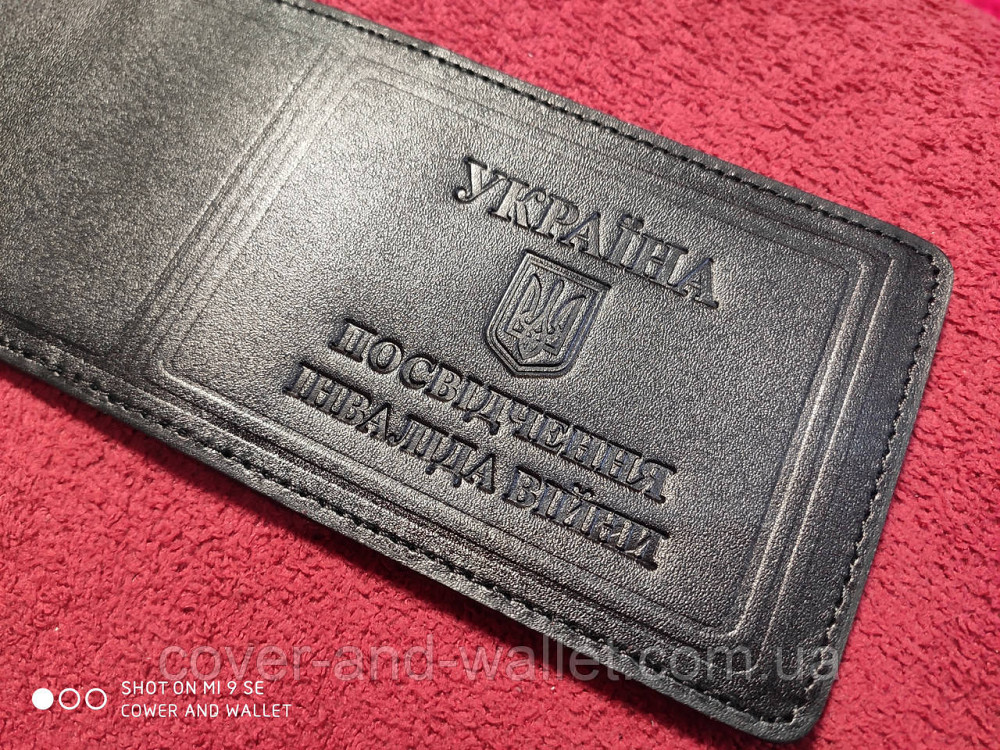 УКРАЇНА
ПОСВІДЧЕННЯ
ІНВАЛІДА ВІЙНИ
cover-and-wallet.com.ua
SHOT ON MI 9 SE
COWER AND WALLET